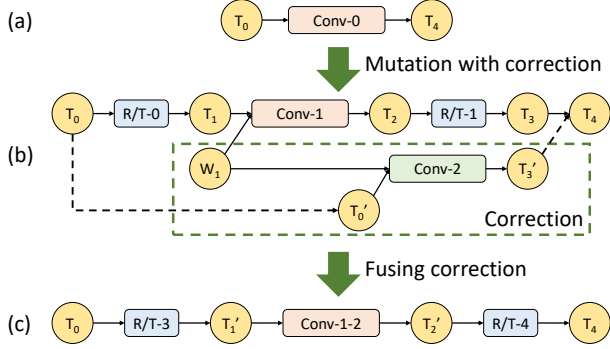 (a)
T₀ Conv-0 T₄
Mutation with correction
T₀ R/T-0 T₁ Conv-1 T₂ R/T-1 T₃ T₄
(b)
W₁ Conv-2 T₃’
T₀’
Correction
Fusing correction
(c) T₀ R/T-3 T₁’ Conv-1-2 T₂’ R/T-4 T₄